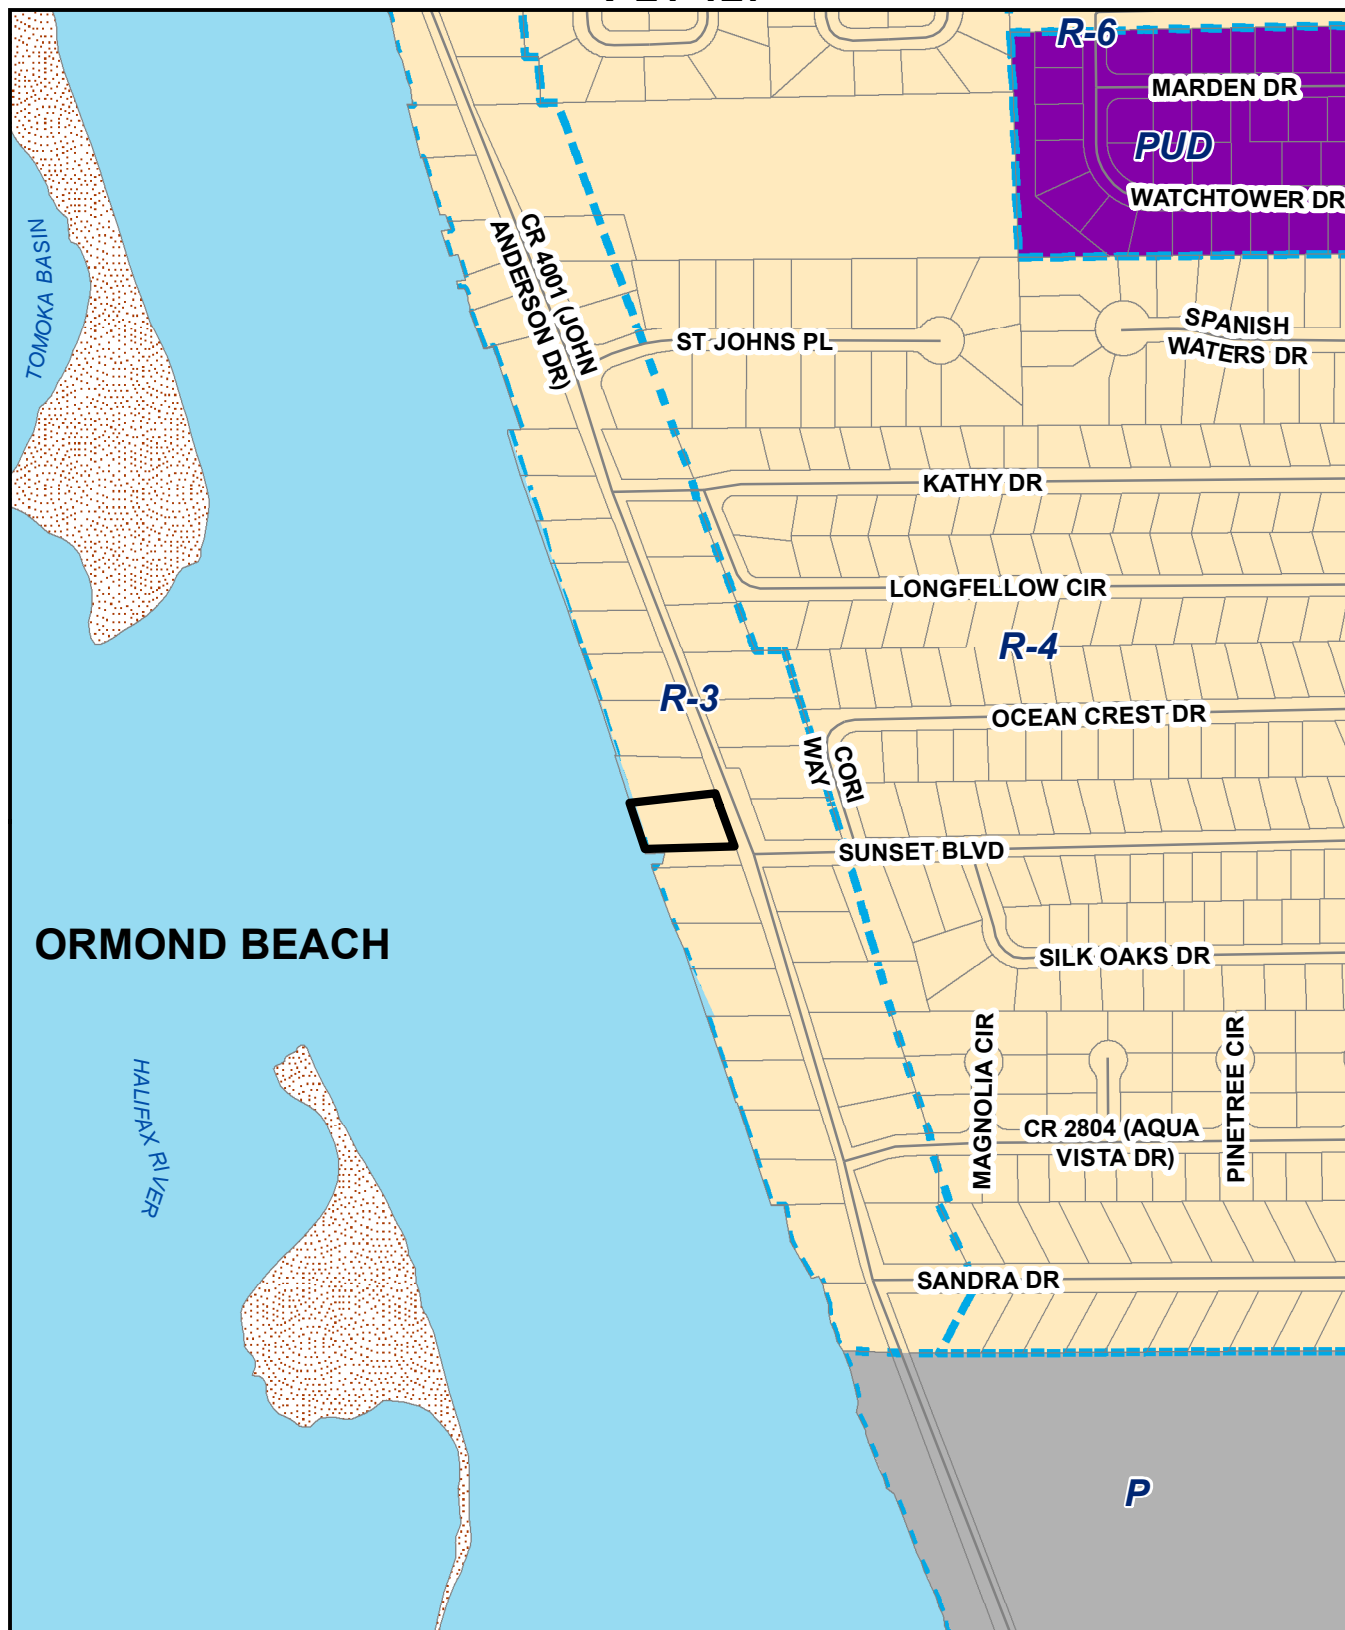 R-6
MARDEN DR
PUD
WATCHTOWER DR
TOMOKA BASIN
CR 4001 (JOHN
ANDERSON DR)
ST JOHNS PL
SPANISH
WATERS DR
KATHY DR
LONGFELLOW CIR
R-4
R-3
OCEAN CREST DR
CORI
WAY
SUNSET BLVD
ORMOND BEACH
SILK OAKS DR
HALIFAX RIVER
MAGNOLIA CIR
CR 2804 (AQUA
VISTA DR)
PINETREE CIR
SANDRA DR
P